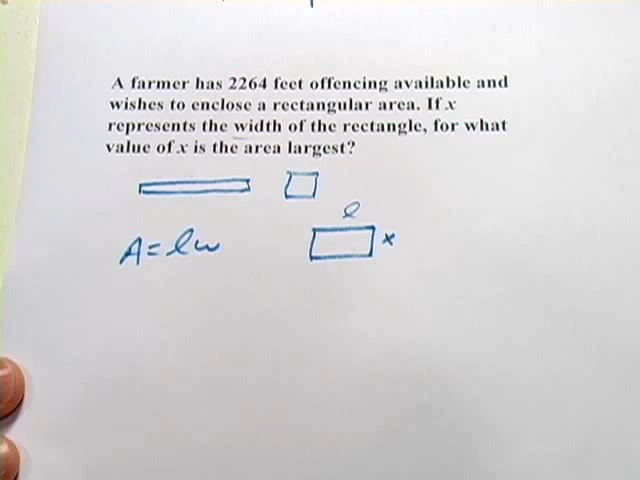 A farmer has 2264 feet offencing available and
wishes to enclose a rectangular area. If x
represents the width of the rectangle, for what
value of x is the area largest?
l
A = lw
x